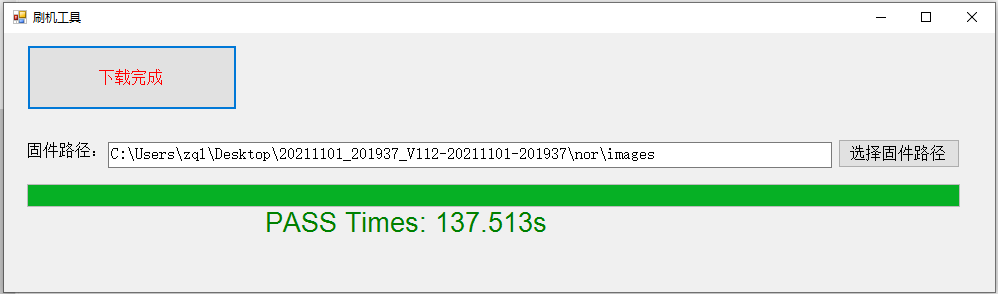 刷机工具
下载完成
固件路径： C:\Users\zql\Desktop\20211101_201937_V112-20211101-201937\nor\images 选择固件路径
PASS Times: 137.513s